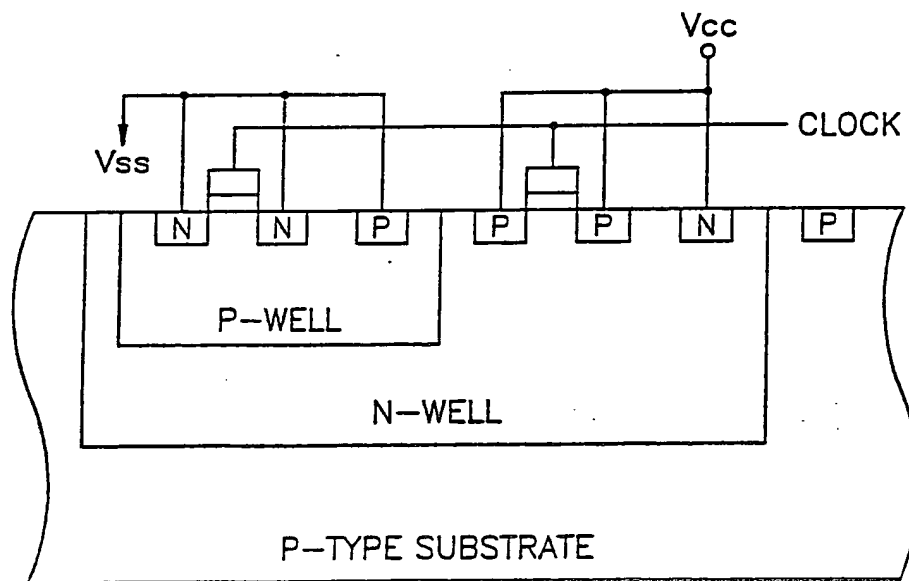 Vcc
CLOCK
Vss
N N P P P N P
P-WELL
N-WELL
P-TYPE SUBSTRATE